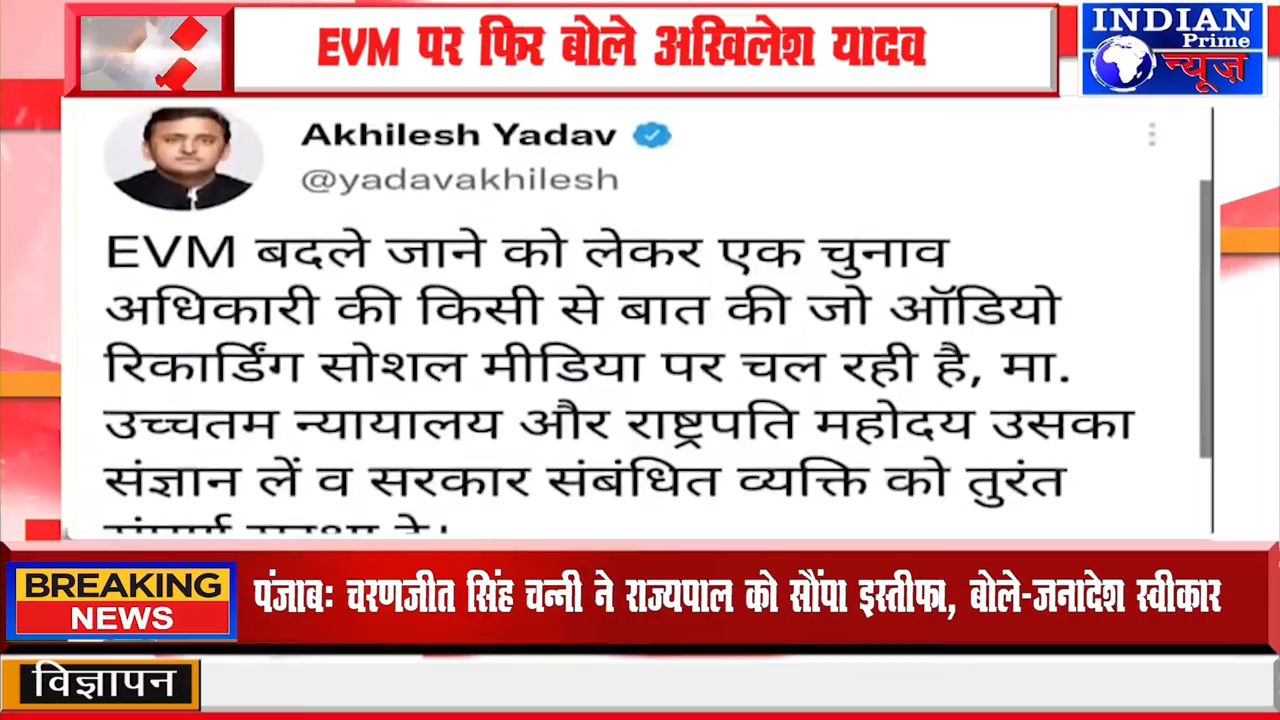 EVM पर फिर बोले अखिलेश यादव
INDIAN
Prime
न्यूज़
Akhilesh Yadav
@yadavakhilesh
EVM बदले जाने को लेकर एक चुनाव
अधिकारी की किसी से बात की जो ऑडियो
रिकार्डिंग सोशल मीडिया पर चल रही है, मा.
उच्चतम न्यायालय और राष्ट्रपति महोदय उसका
संज्ञान लें व सरकार संबंधित व्यक्ति को तुरंत
BREAKING
NEWS
पंजाबः चरणजीत सिंह चन्नी ने राज्यपाल को सौंपा इस्तीफा, बोले-जनादेश स्वीकार
विज्ञापन